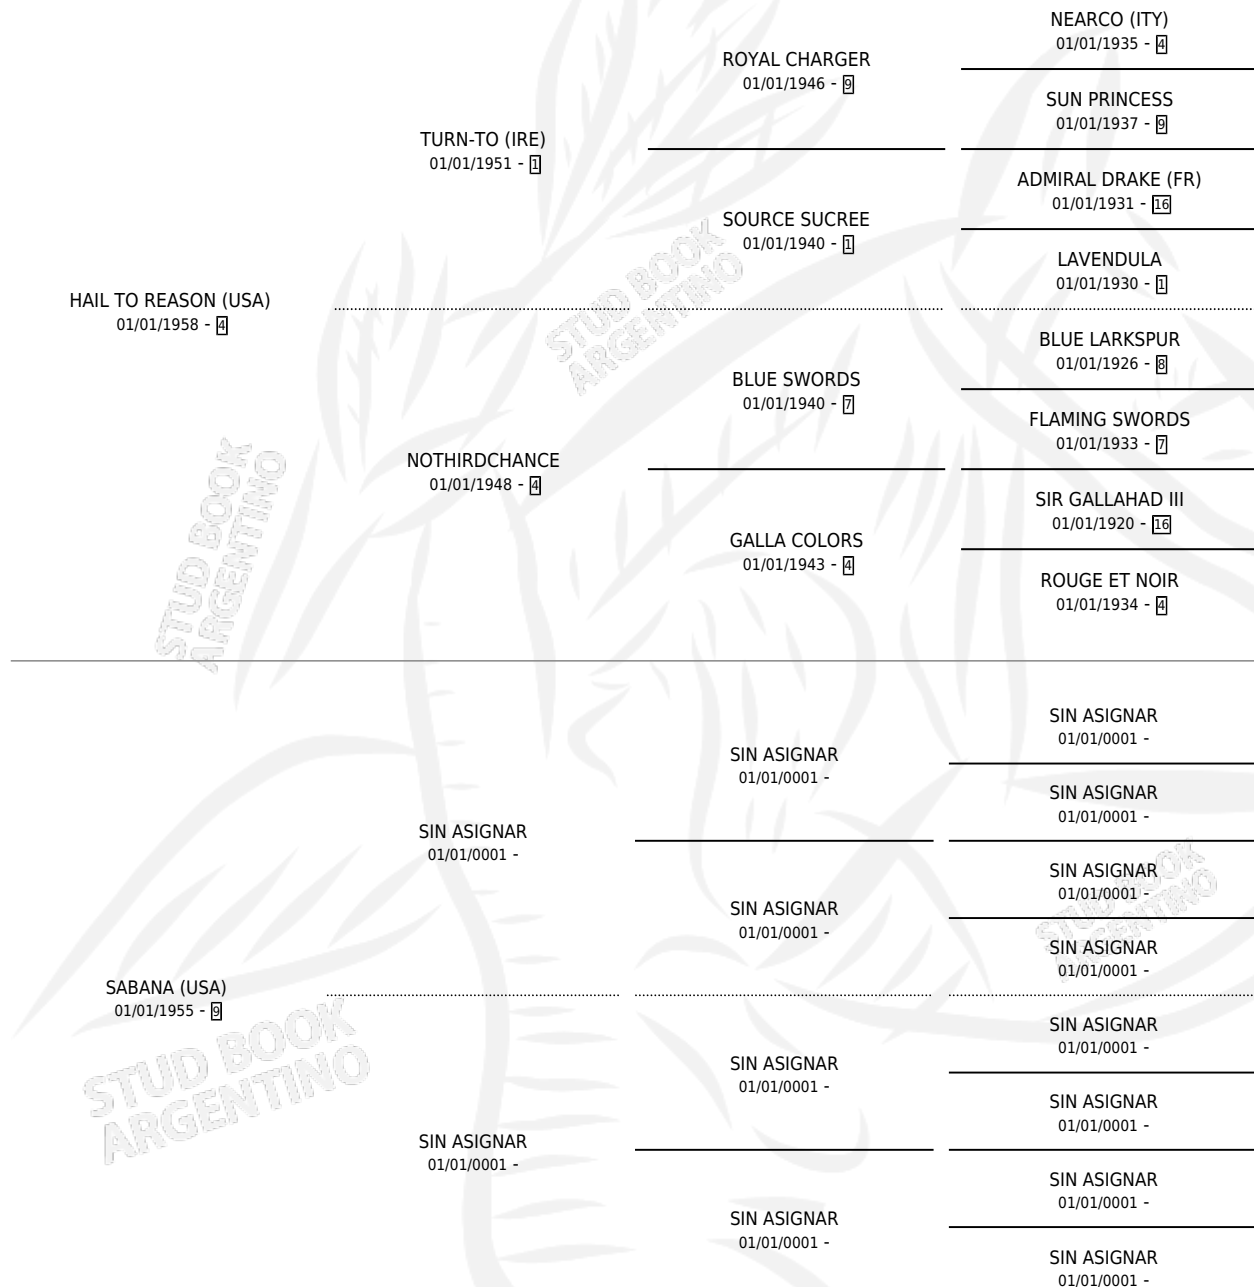 NEARCO (ITY)
01/01/1935 - 4
ROYAL CHARGER
01/01/1946 - 9
SUN PRINCESS
01/01/1937 - 9
TURN-TO (IRE)
01/01/1951 - 1
ADMIRAL DRAKE (FR)
01/01/1931 - 16
SOURCE SUCREE
01/01/1940 - 1
LAVENDULA
01/01/1930 - 1
HAIL TO REASON (USA)
01/01/1958 - 4
BLUE LARKSPUR
01/01/1926 - 8
BLUE SWORDS
01/01/1940 - 7
FLAMING SWORDS
01/01/1933 - 7
NOTHIRDCHANCE
01/01/1948 - 4
SIR GALLAHAD III
01/01/1920 - 16
GALLA COLORS
01/01/1943 - 4
ROUGE ET NOIR
01/01/1934 - 4
SIN ASIGNAR
01/01/0001 -
SIN ASIGNAR
01/01/0001 -
SIN ASIGNAR
01/01/0001 -
SIN ASIGNAR
01/01/0001 -
SIN ASIGNAR
01/01/0001 -
SIN ASIGNAR
01/01/0001 -
SIN ASIGNAR
01/01/0001 -
SABANA (USA)
01/01/1955 - 9
SIN ASIGNAR
01/01/0001 -
SIN ASIGNAR
01/01/0001 -
SIN ASIGNAR
01/01/0001 -
SIN ASIGNAR
01/01/0001 -
SIN ASIGNAR
01/01/0001 -
SIN ASIGNAR
01/01/0001 -
SIN ASIGNAR
01/01/0001 -
STUD BOOK
ARGENTINO
STUD BOOK
ARGENTINO
STUD BOOK
ARGENTINO
STUD BOOK
ARGENTINO